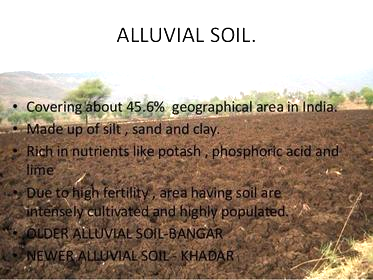 ALLUVIAL SOIL.
• Covering about 45.6% geographical area in India.
• Made up of silt , sand and clay.
• Rich in nutrients like potash , phosphoric acid and
lime
• Due to high fertility , area having soil are
intensely cultivated and highly populated.
• OLDER ALLUVIAL SOIL-BANGAR
• NEWER ALLUVIAL SOIL - KHADAR